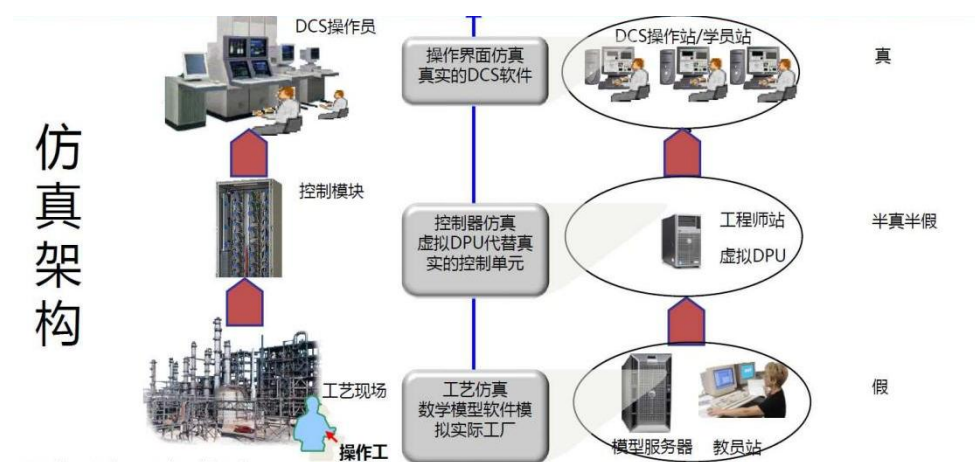 仿真架构
DCS操作员
操作界面仿真
真实的DCS软件
DCS操作站/学员站
真
控制模块
控制器仿真
虚拟DPU代替真
实的控制单元
工程师站
虚拟DPU
半真半假
工艺现场
操作工
工艺仿真
数学模型软件模
拟实际工厂
模型服务器
教员站
假